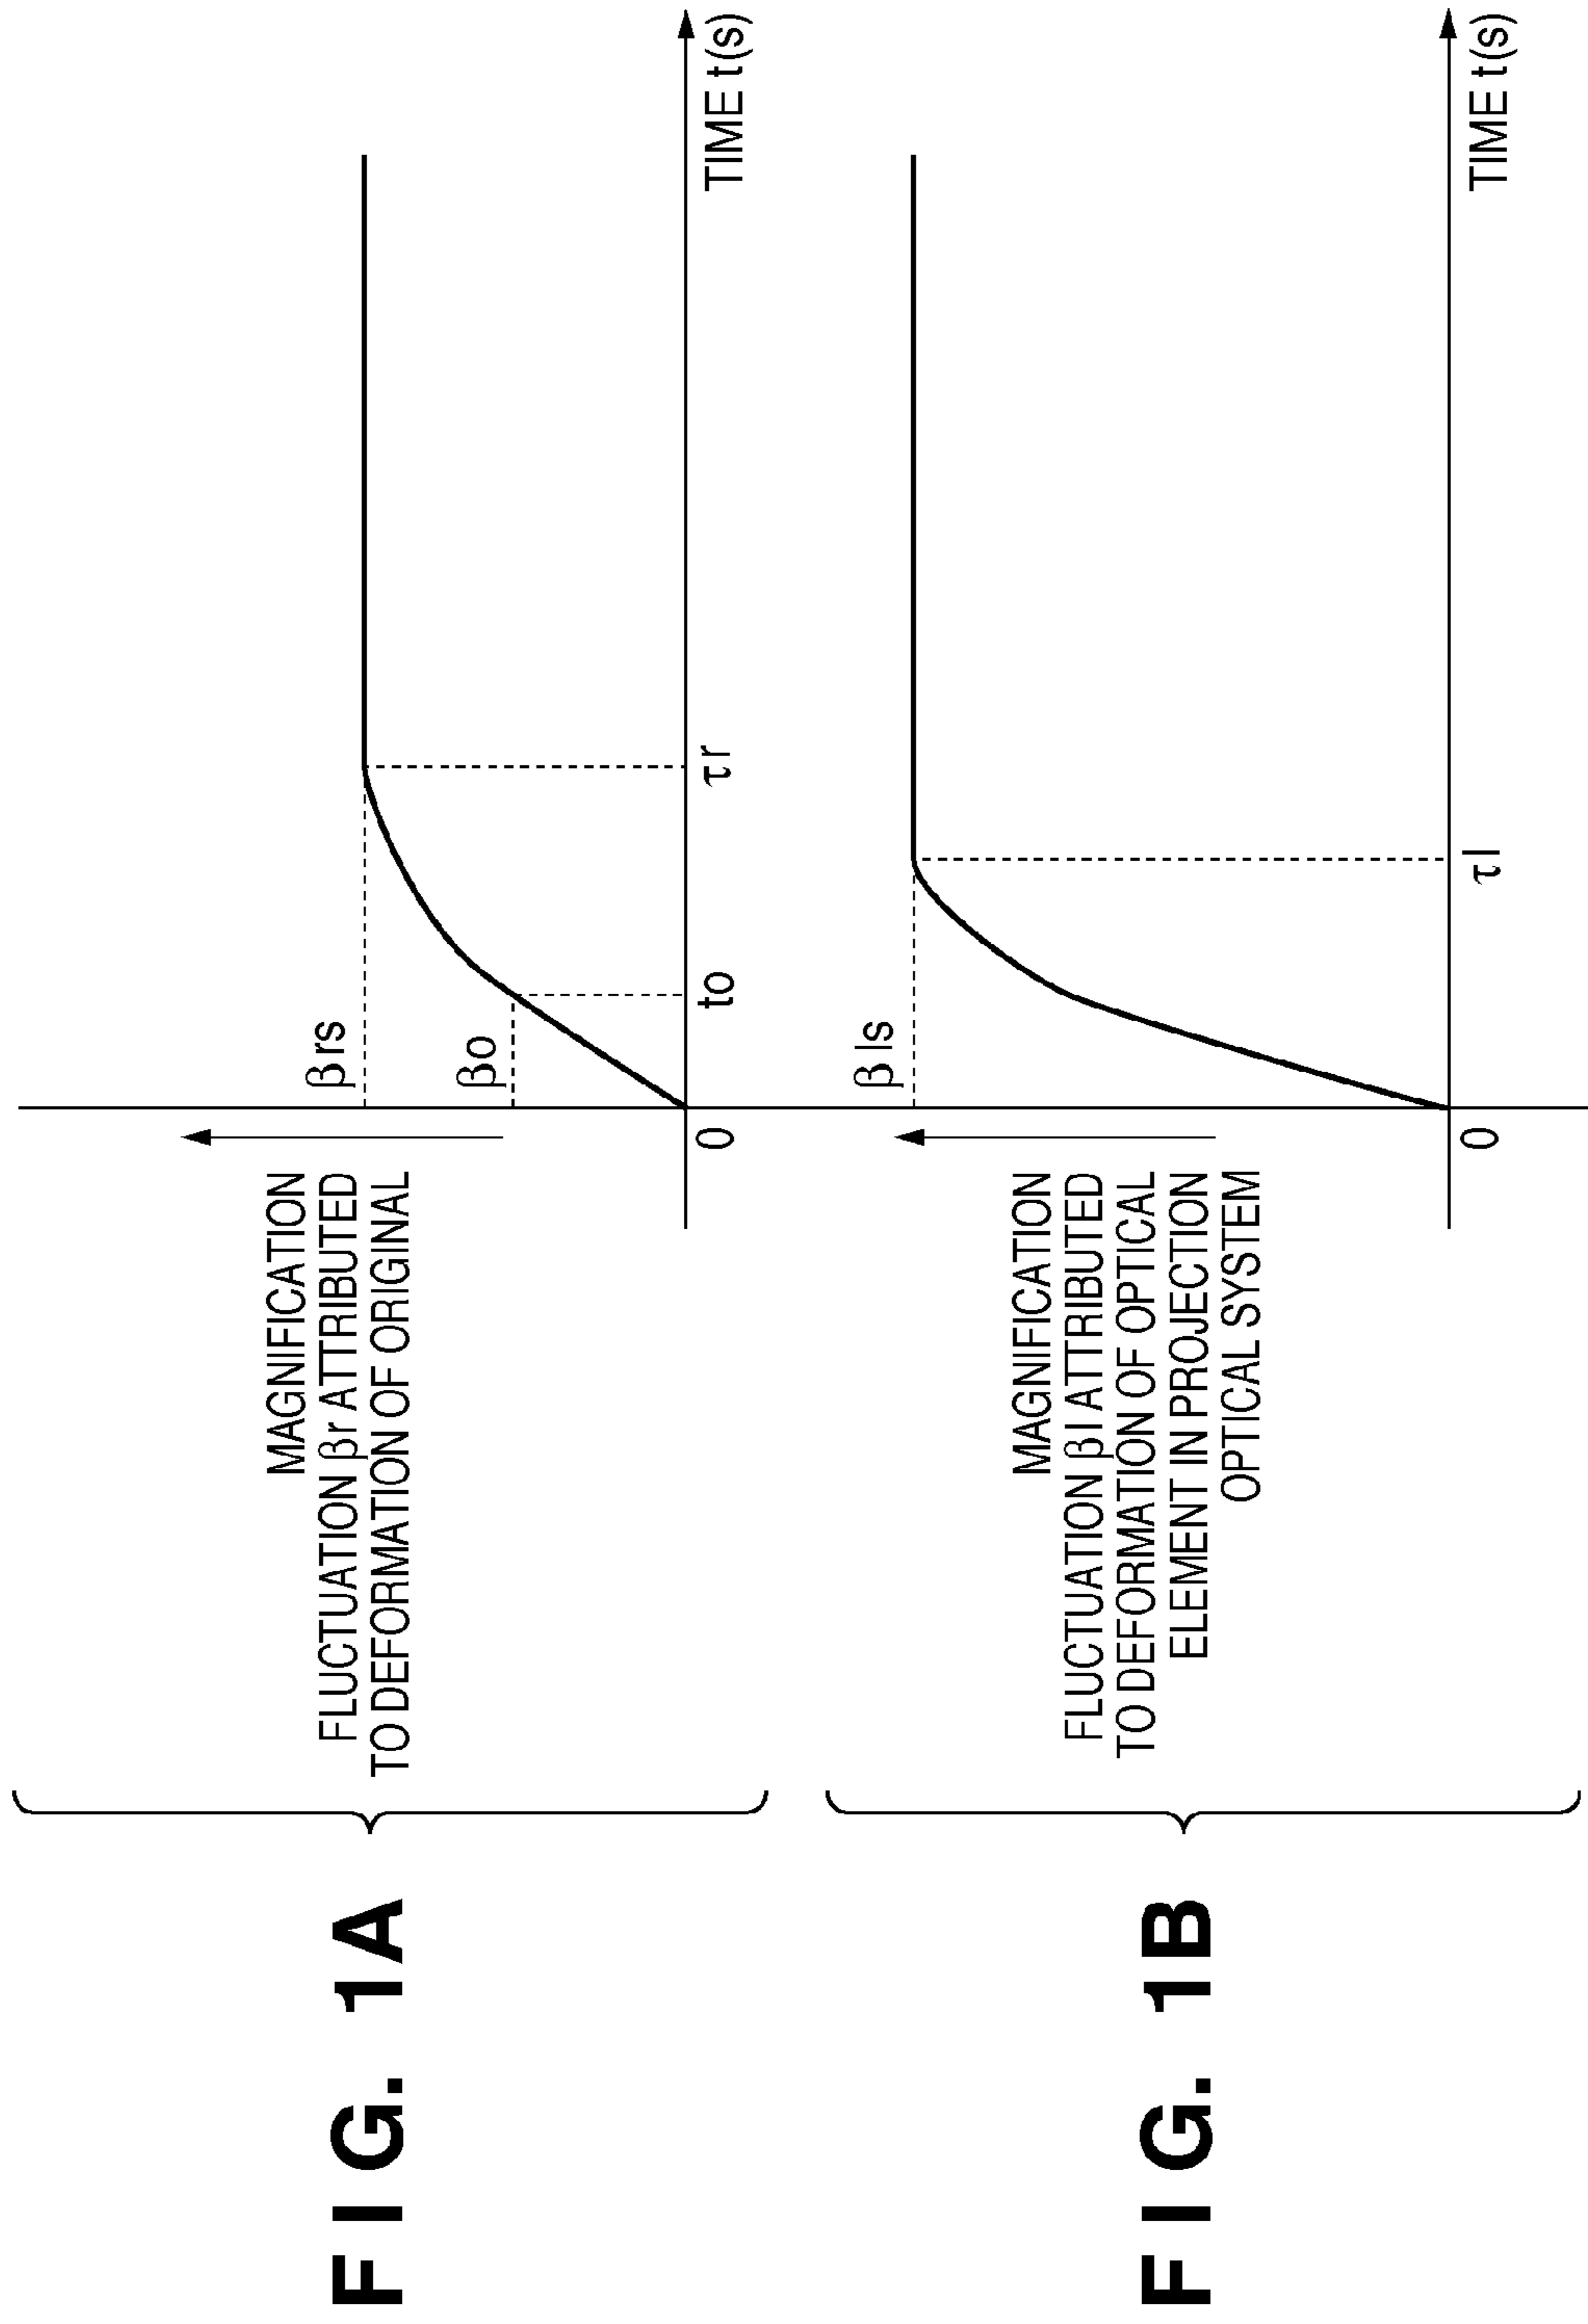 FIG. 1A
MAGNIFICATION
FLUCTUATION βr ATTRIBUTED
TO DEFORMATION OF ORIGINAL
βrs
βo
0
to
τr
TIME t(s)
FIG. 1B
MAGNIFICATION
FLUCTUATION βl ATTRIBUTED
TO DEFORMATION OF OPTICAL
ELEMENT IN PROJECTION
OPTICAL SYSTEM
βls
0
τl
TIME t(s)